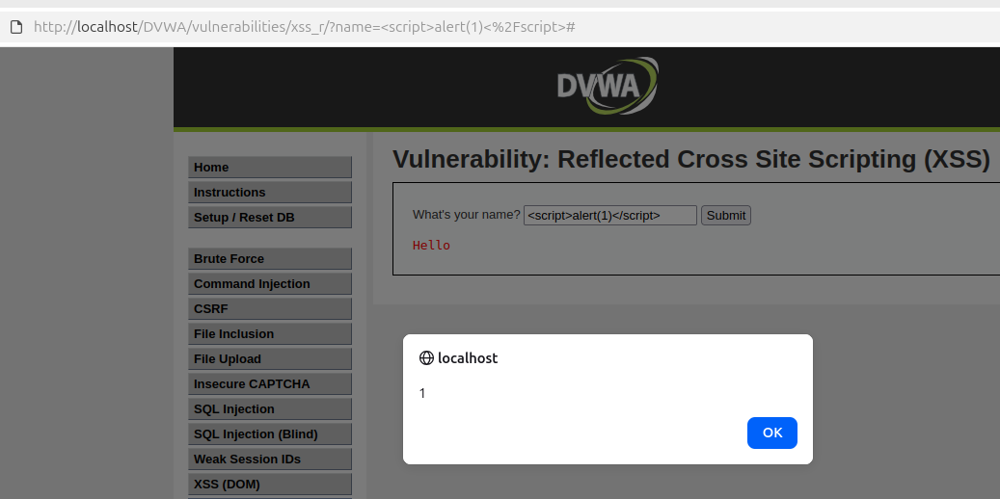 http://localhost/DVWA/vulnerabilities/xss_r/?name=<script>alert(1)<%2Fscript>#
DVWA
Home
Instructions
Setup / Reset DB
Brute Force
Command Injection
CSRF
File Inclusion
File Upload
Insecure CAPTCHA
SQL Injection
SQL Injection (Blind)
Weak Session IDs
XSS (DOM)
Vulnerability: Reflected Cross Site Scripting (XSS)
What's your name? <script>alert(1)</script> Submit
Hello
localhost
1
OK